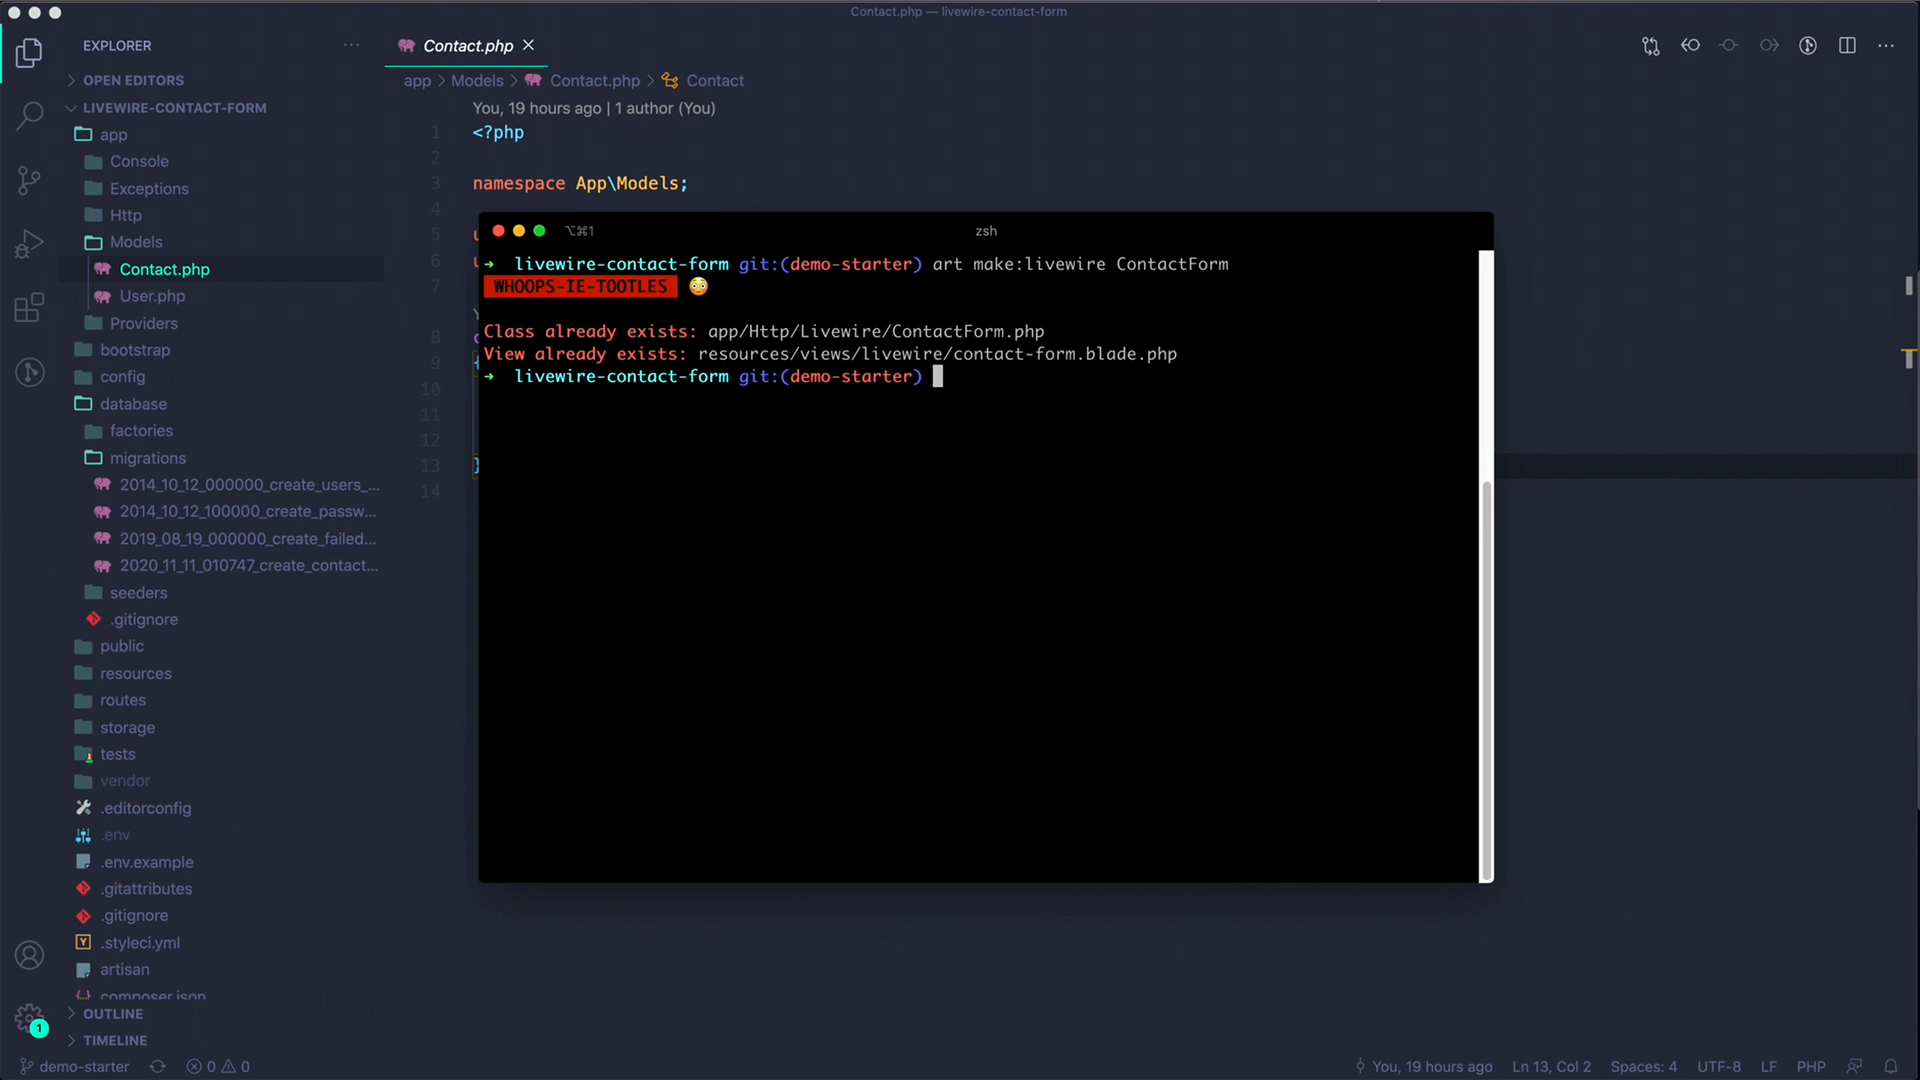 Contact.php — livewire-contact-form
EXPLORER
···
OPEN EDITORS
LIVEWIRE-CONTACT-FORM
app
Console
Exceptions
Http
Models
Contact.php
User.php
Providers
bootstrap
config
database
factories
migrations
2014_10_12_000000_create_users_...
2014_10_12_100000_create_passw...
2019_08_19_000000_create_failed...
2020_11_11_010747_create_contact...
seeders
.gitignore
public
resources
routes
storage
tests
vendor
.editorconfig
.env
.env.example
.gitattributes
.gitignore
.styleci.yml
artisan
composer.json
OUTLINE
TIMELINE
1
Contact.php
app > Models > Contact.php > Contact
You, 19 hours ago | 1 author (You)
1 <?php
2
3 namespace App\Models;
4
5
6
7
8
9 {
10
11
12
13 }
14
⌥⌘1 zsh
➜ livewire-contact-form git:(demo-starter) art make:livewire ContactForm
WHOOPS-IE-TOOTLES 😳
Class already exists: app/Http/Livewire/ContactForm.php
View already exists: resources/views/livewire/contact-form.blade.php
➜ livewire-contact-form git:(demo-starter)
demo-starter 0 0 You, 19 hours ago Ln 13, Col 2 Spaces: 4 UTF-8 LF PHP